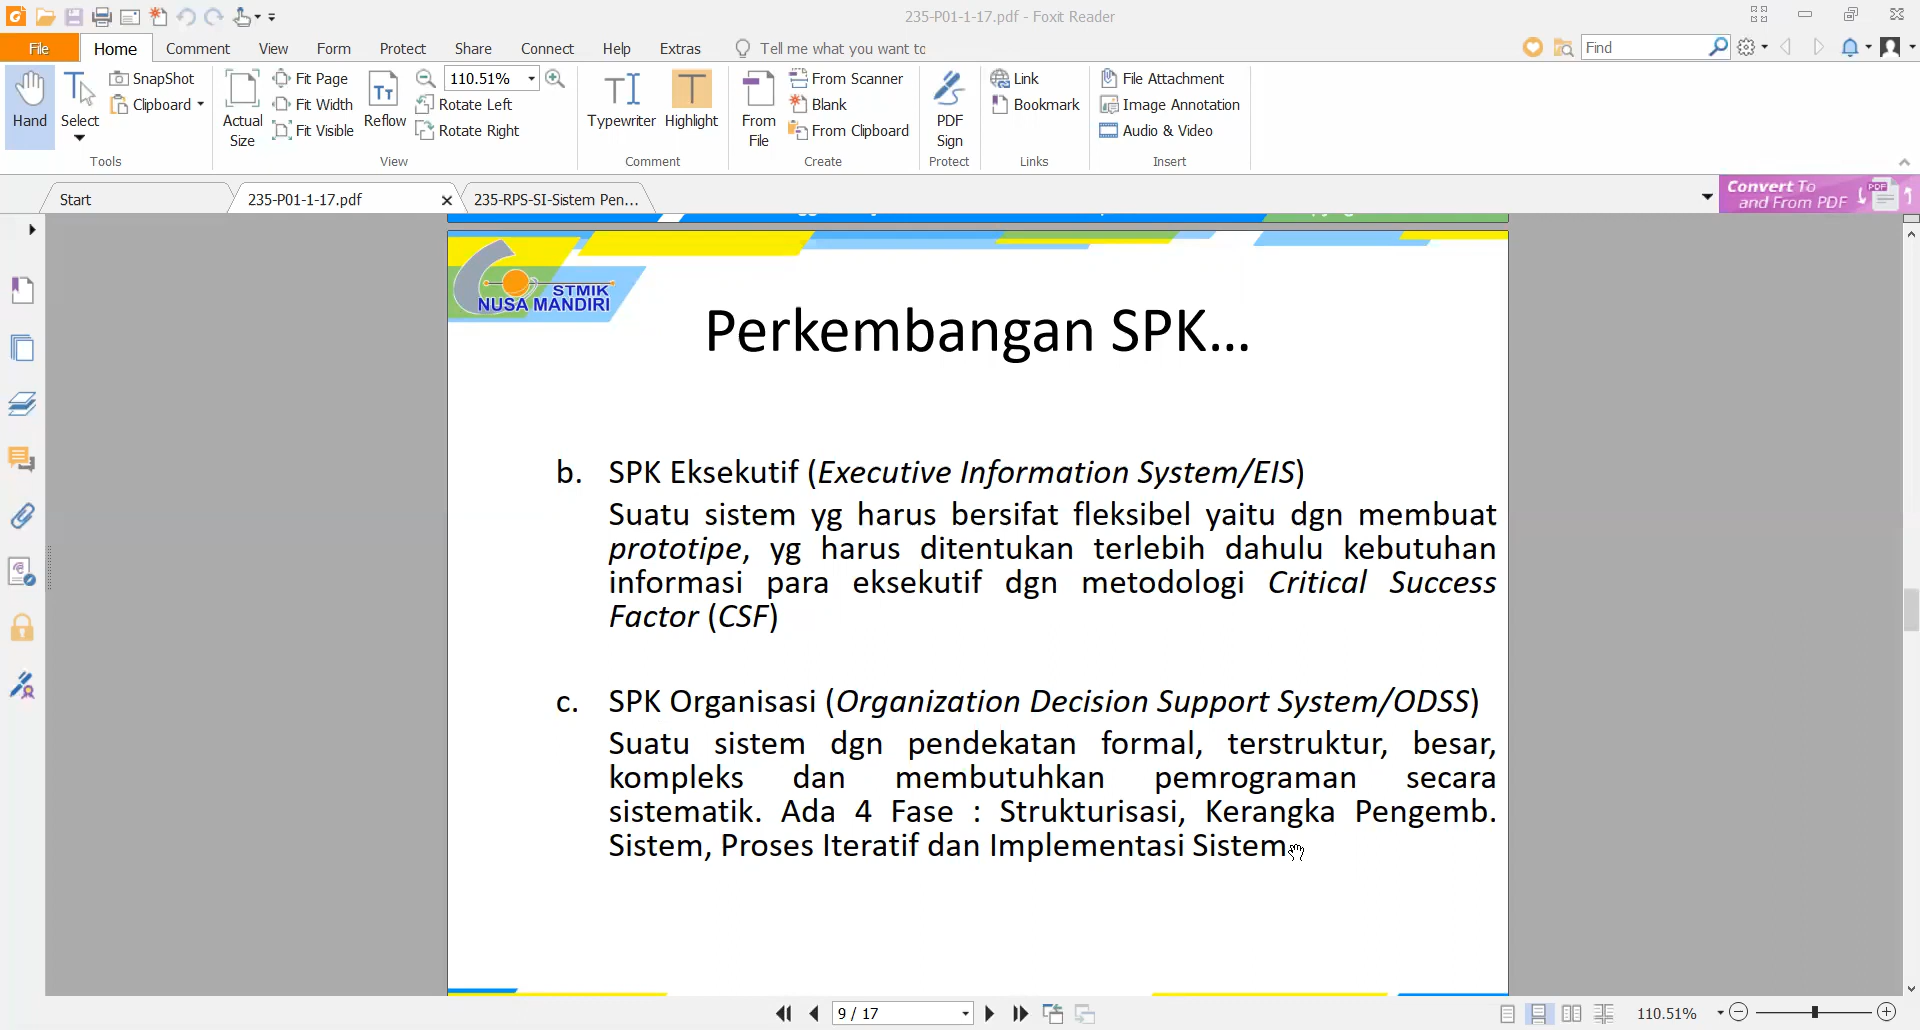 235-P01-1-17.pdf - Foxit Reader
File Home Comment View Form Protect Share Connect Help Extras Tell me what you want to Find
Hand
Select
SnapShot
Clipboard
Tools
Actual
Size
Fit Page
Fit Width
Fit Visible
Reflow
110.51%
Rotate Left
Rotate Right
View
Typewriter
Highlight
Comment
From
File
From Scanner
Blank
From Clipboard
Create
PDF
Sign
Protect
Link
Bookmark
Links
File Attachment
Image Annotation
Audio & Video
Insert
Start
235-P01-1-17.pdf
235-RPS-SI-Sistem Pen...
Convert To
and From PDF
PDF
STMIK
NUSA MANDIRI
Perkembangan SPK...
b. SPK Eksekutif (Executive Information System/EIS)
Suatu sistem yg harus bersifat fleksibel yaitu dgn membuat
prototipe, yg harus ditentukan terlebih dahulu kebutuhan
informasi para eksekutif dgn metodologi Critical Success
Factor (CSF)
c. SPK Organisasi (Organization Decision Support System/ODSS)
Suatu sistem dgn pendekatan formal, terstruktur, besar,
kompleks dan membutuhkan pemrograman secara
sistematik. Ada 4 Fase : Strukturisasi, Kerangka Pengemb.
Sistem, Proses Iteratif dan Implementasi Sistem
9 / 17
110.51%